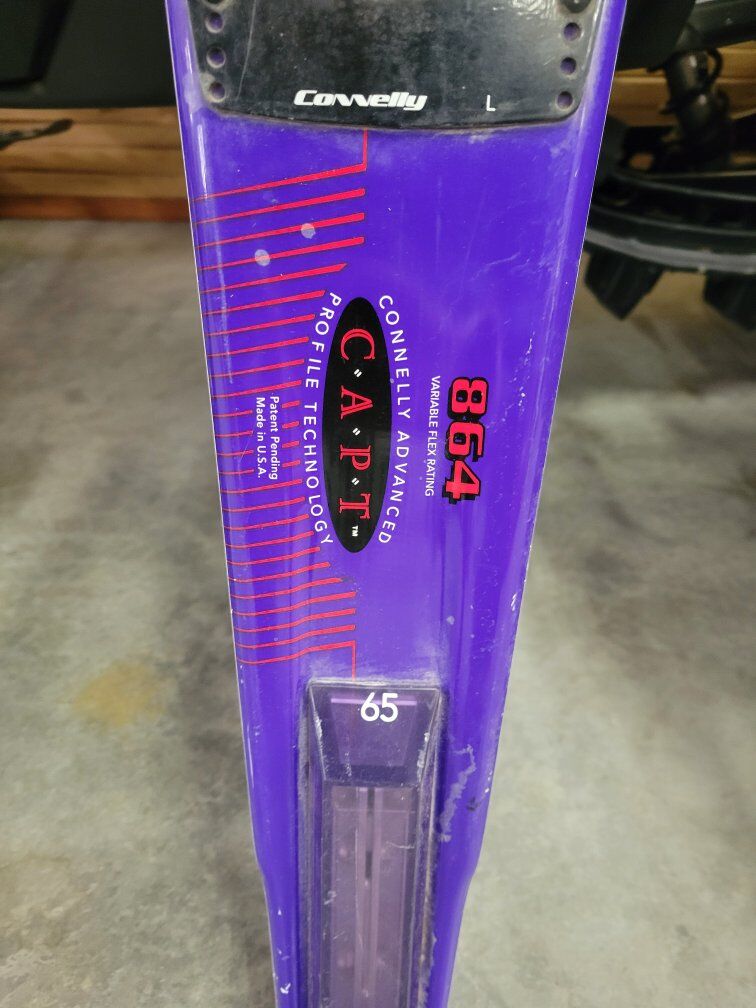 Connelly
L
CONNELLY ADVANCED
C·A·P·T™
PROFILE TECHNOLOGY
864
VARIABLE FLEX RATING
Patent Pending
Made in U.S.A.
65